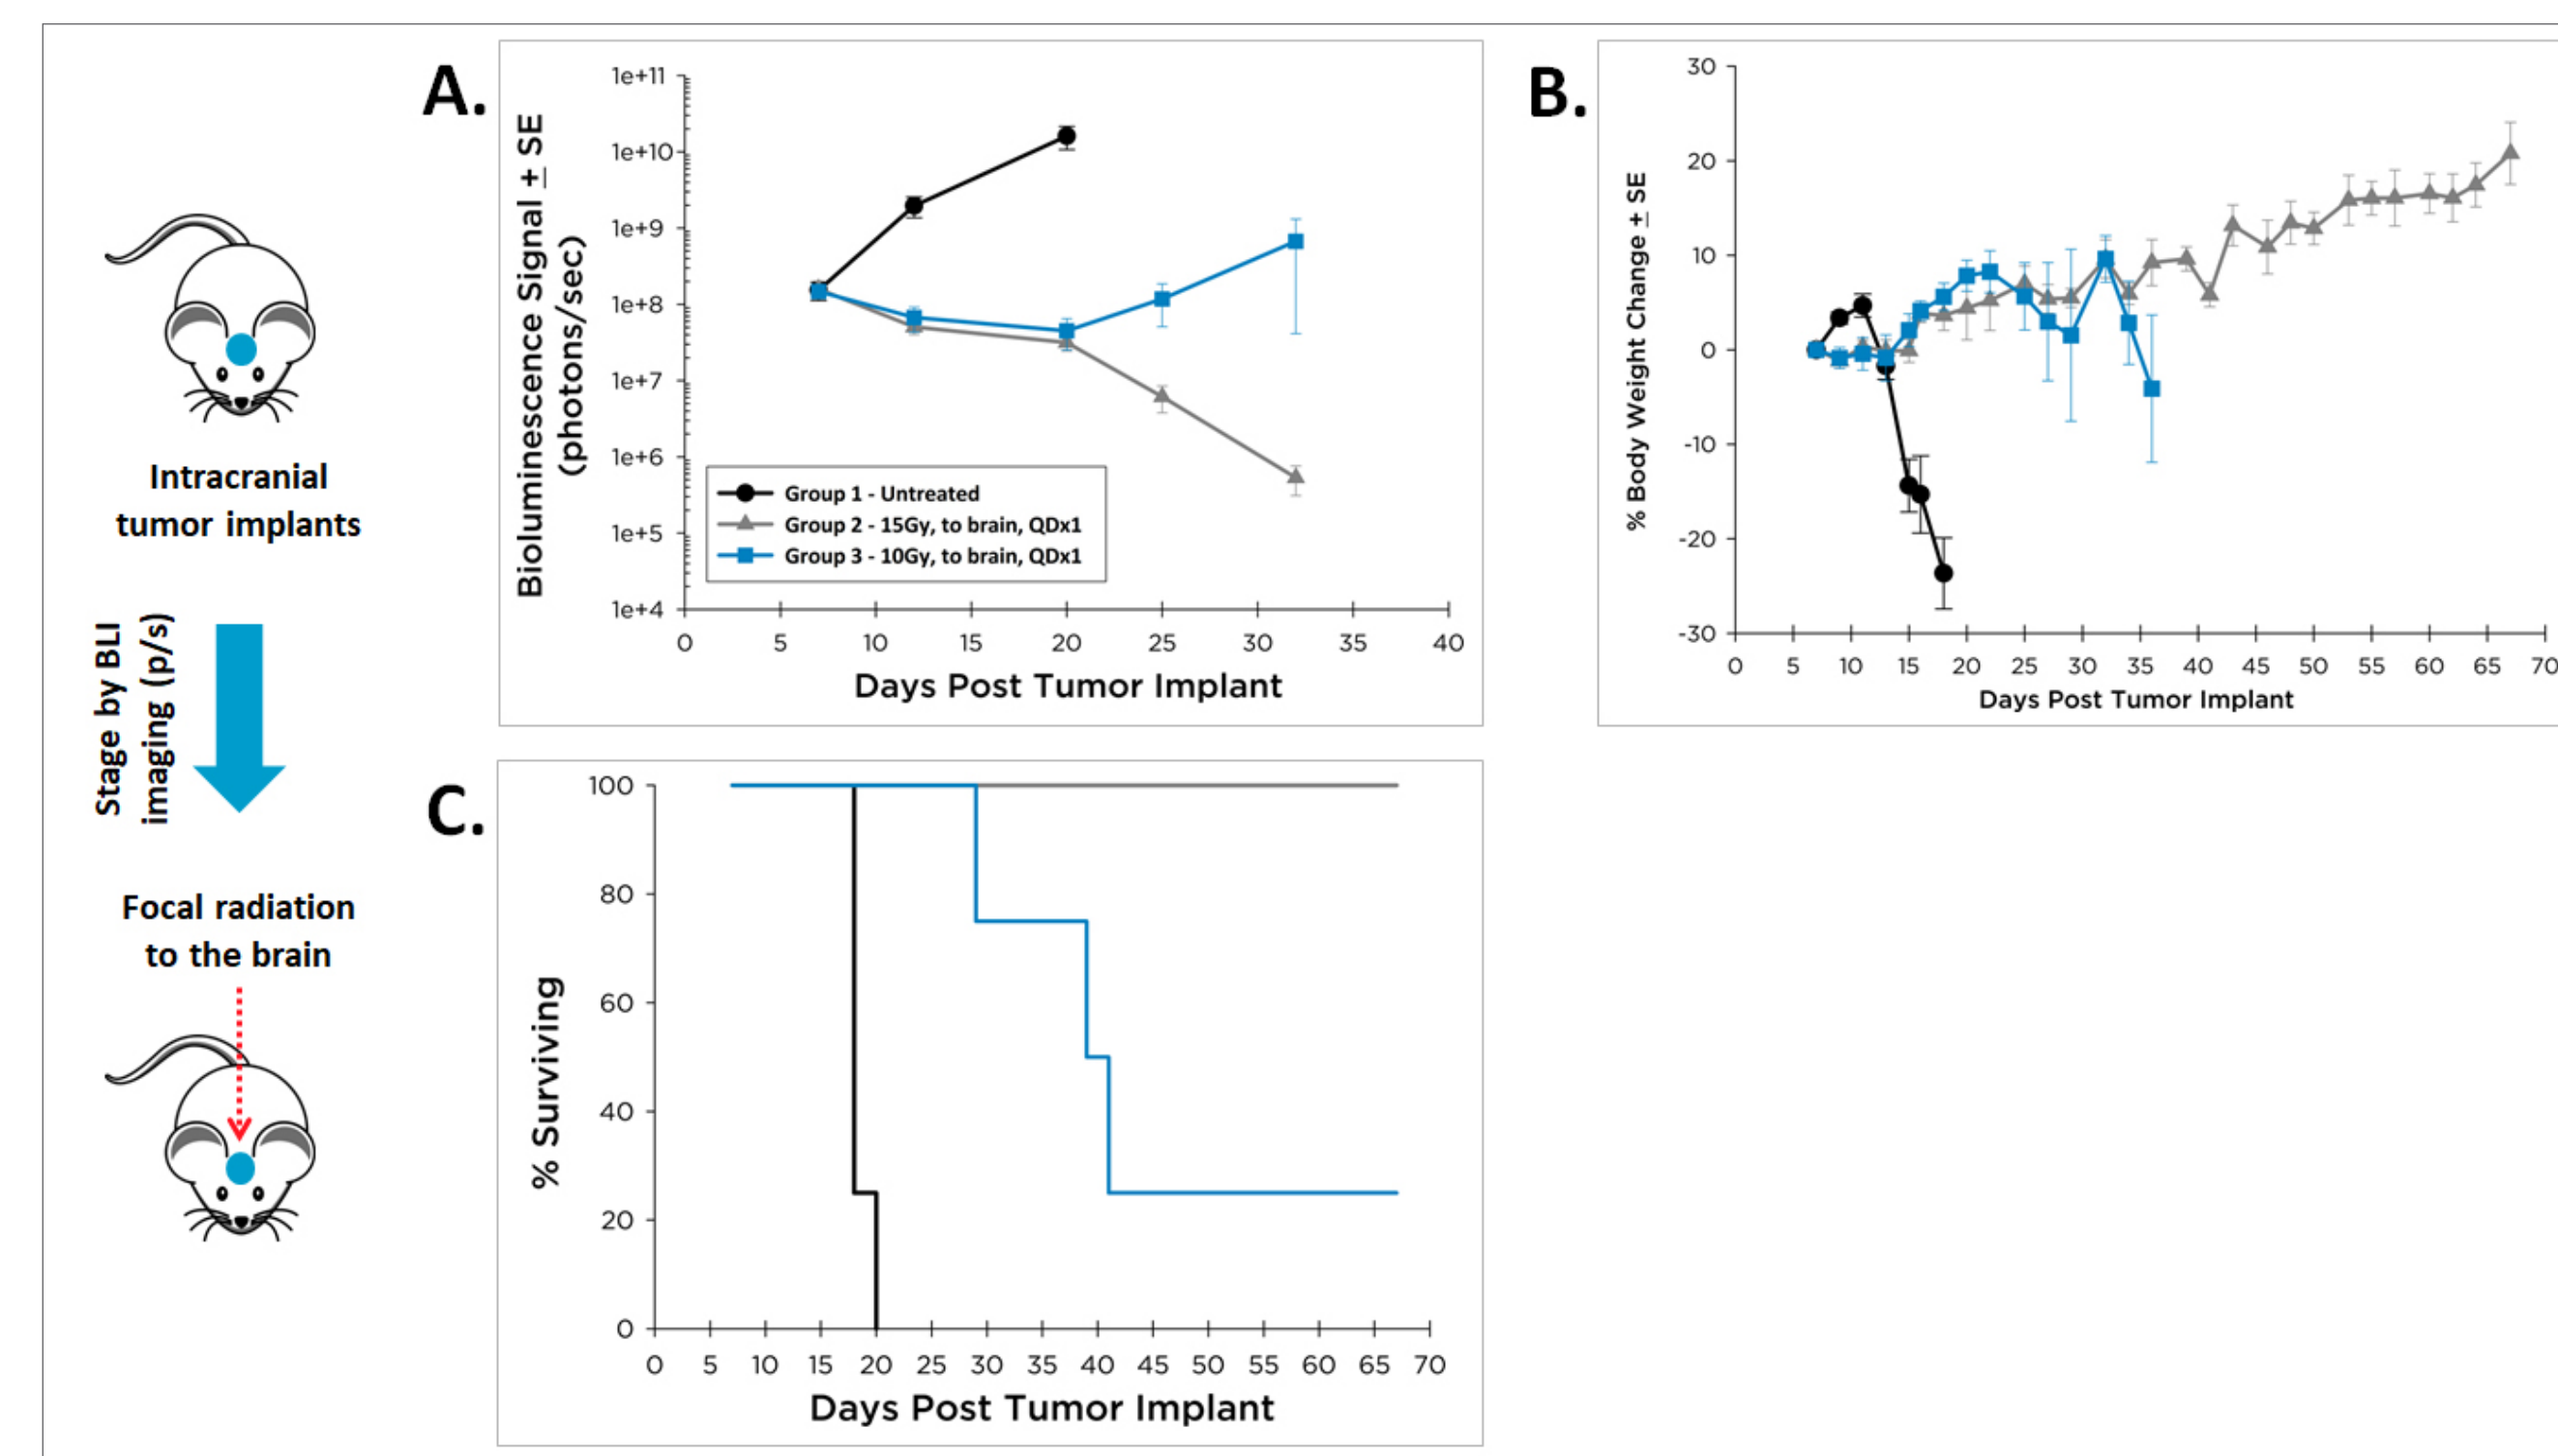 Intracranial
tumor implants
Stage by BLI
imaging (p/s)
Focal radiation
to the brain
A.
Bioluminescence Signal ± SE
(photons/sec)
1e+11
1e+10
1e+9
1e+8
1e+7
1e+6
1e+5
1e+4
Group 1 - Untreated
Group 2 - 15Gy, to brain, QDx1
Group 3 - 10Gy, to brain, QDx1
0 5 10 15 20 25 30 35 40
Days Post Tumor Implant
B.
% Body Weight Change ± SE
30
20
10
0
-10
-20
-30
0 5 10 15 20 25 30 35 40 45 50 55 60 65 70
Days Post Tumor Implant
C.
% Surviving
100
80
60
40
20
0
0 5 10 15 20 25 30 35 40 45 50 55 60 65 70
Days Post Tumor Implant